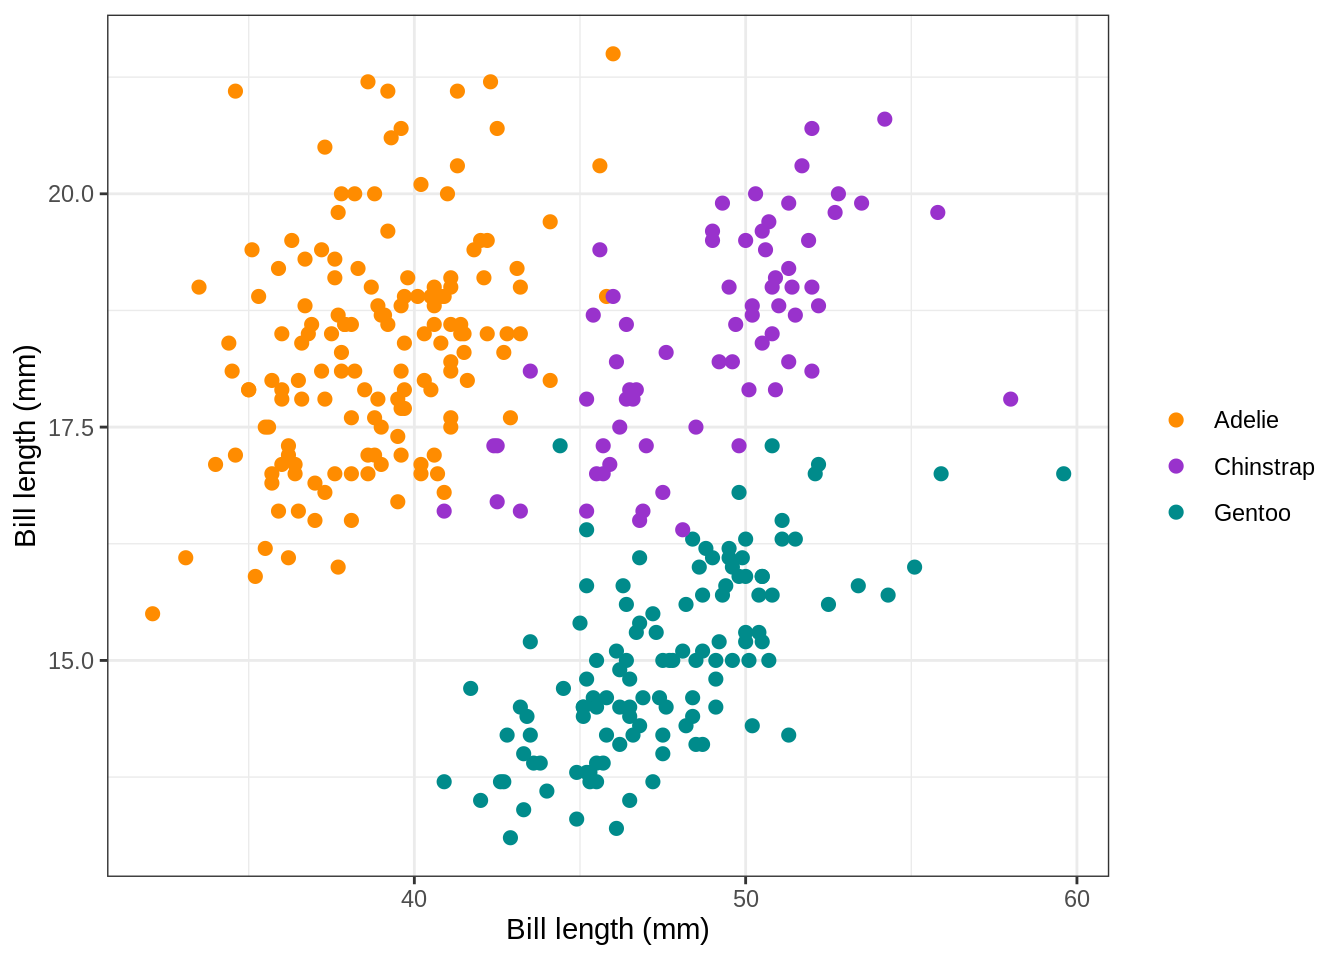 20.0
17.5
15.0
Bill length (mm)
40
50
60
Bill length (mm)
Adelie
Chinstrap
Gentoo